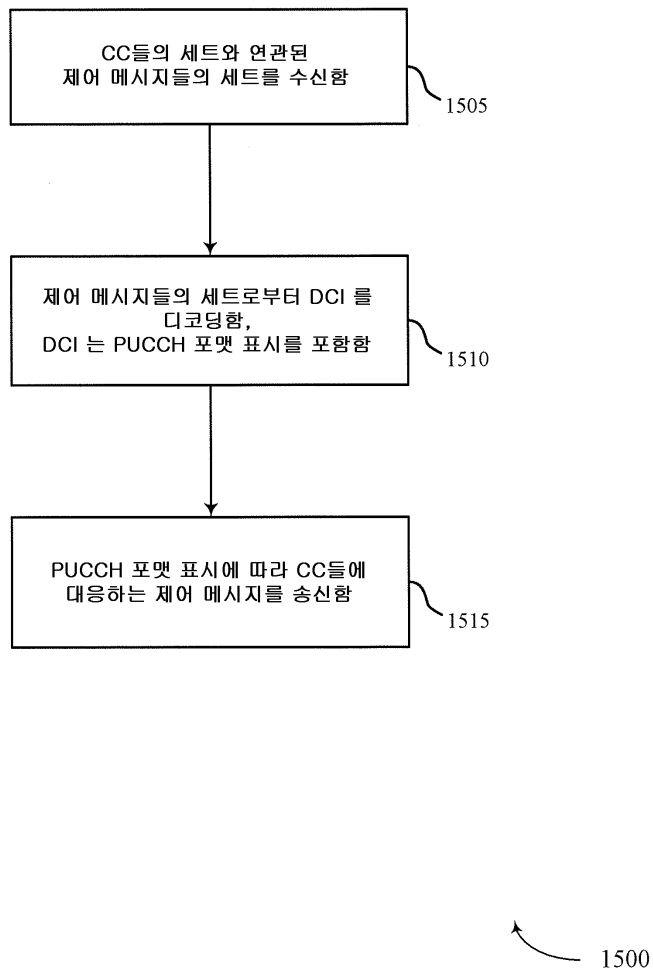 CC들의 세트와 연관된
제어 메시지들의 세트를 수신함
1505
제어 메시지들의 세트로부터 DCI 를
디코딩함,
DCI 는 PUCCH 포맷 표시를 포함함
1510
PUCCH 포맷 표시에 따라 CC들에
대응하는 제어 메시지를 송신함
1515
1500